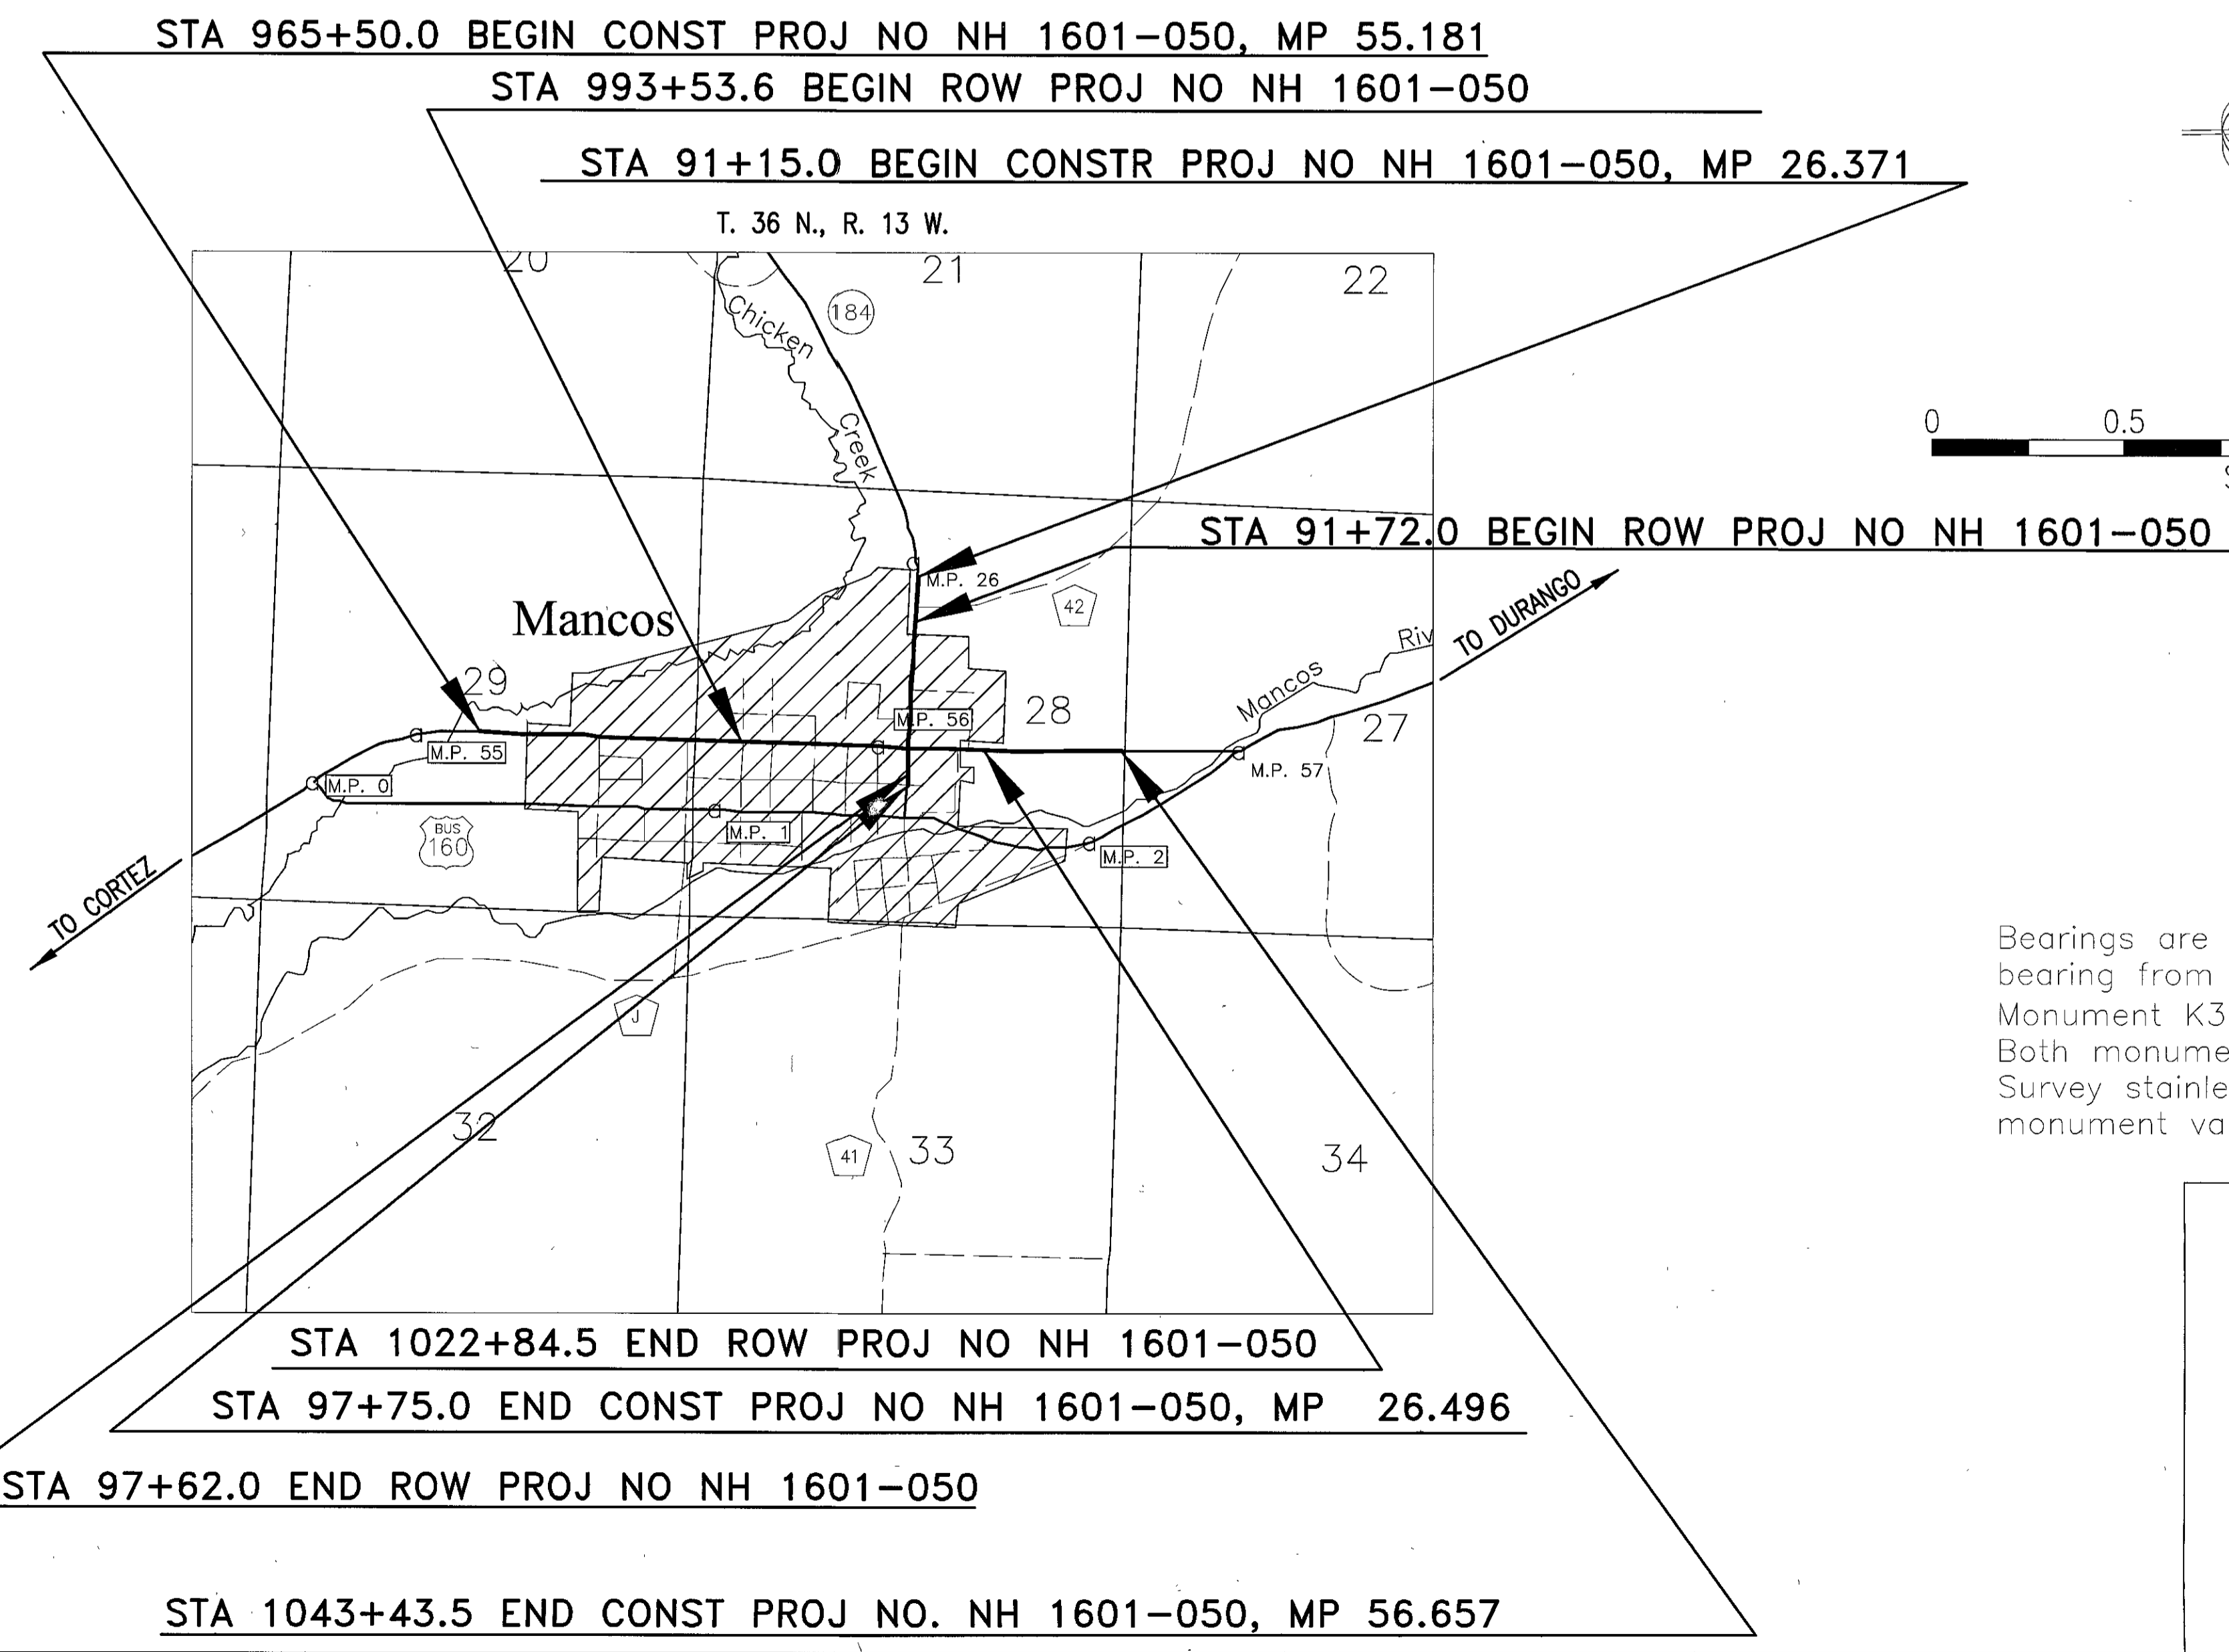 STA 965+50.0 BEGIN CONST PROJ NO NH 1601-050, MP 55.181
STA 993+53.6 BEGIN ROW PROJ NO NH 1601-050
STA 91+15.0 BEGIN CONSTR PROJ NO NH 1601-050, MP 26.371
T. 36 N., R. 13 W.
20
21
22
184
Chicken
Creek
0
0.5
STA 91+72.0 BEGIN ROW PROJ NO NH 1601-050
M.P. 26
42
TO DURANGO
Mancos
Riv
Mancos
29
28
27
M.P. 56
M.P. 55
M.P. 57
M.P. 0
M.P. 1
BUS
160
M.P. 2
TO CORTEZ
Bearings are
bearing from
Monument K3
Both monume
Survey stainle
monument va
J
32
41
33
34
STA 1022+84.5 END ROW PROJ NO NH 1601-050
STA 97+75.0 END CONST PROJ NO NH 1601-050, MP 26.496
STA 97+62.0 END ROW PROJ NO NH 1601-050
STA 1043+43.5 END CONST PROJ NO. NH 1601-050, MP 56.657